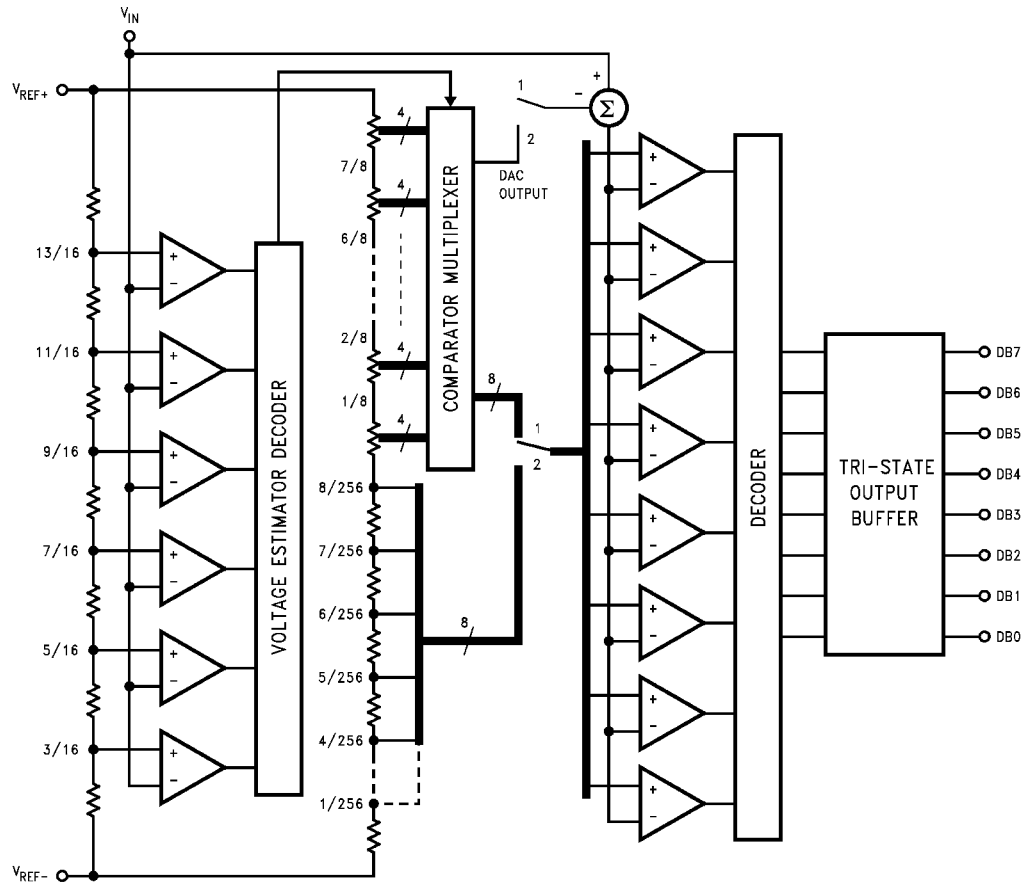 VIN
VREF+
13/16
11/16
9/16
7/16
5/16
3/16
VREF-
+
−
+
−
+
−
+
−
+
−
+
−
VOLTAGE ESTIMATOR DECODER
7/8
6/8
2/8
1/8
8/256
7/256
6/256
5/256
4/256
1/256
4
4
4
4
COMPARATOR MULTIPLEXER
1
2
DAC
OUTPUT
+
−
Σ
8
1
2
8
+
−
+
−
+
−
+
−
+
−
+
−
+
−
+
−
DECODER
TRI-STATE
OUTPUT
BUFFER
DB7
DB6
DB5
DB4
DB3
DB2
DB1
DB0